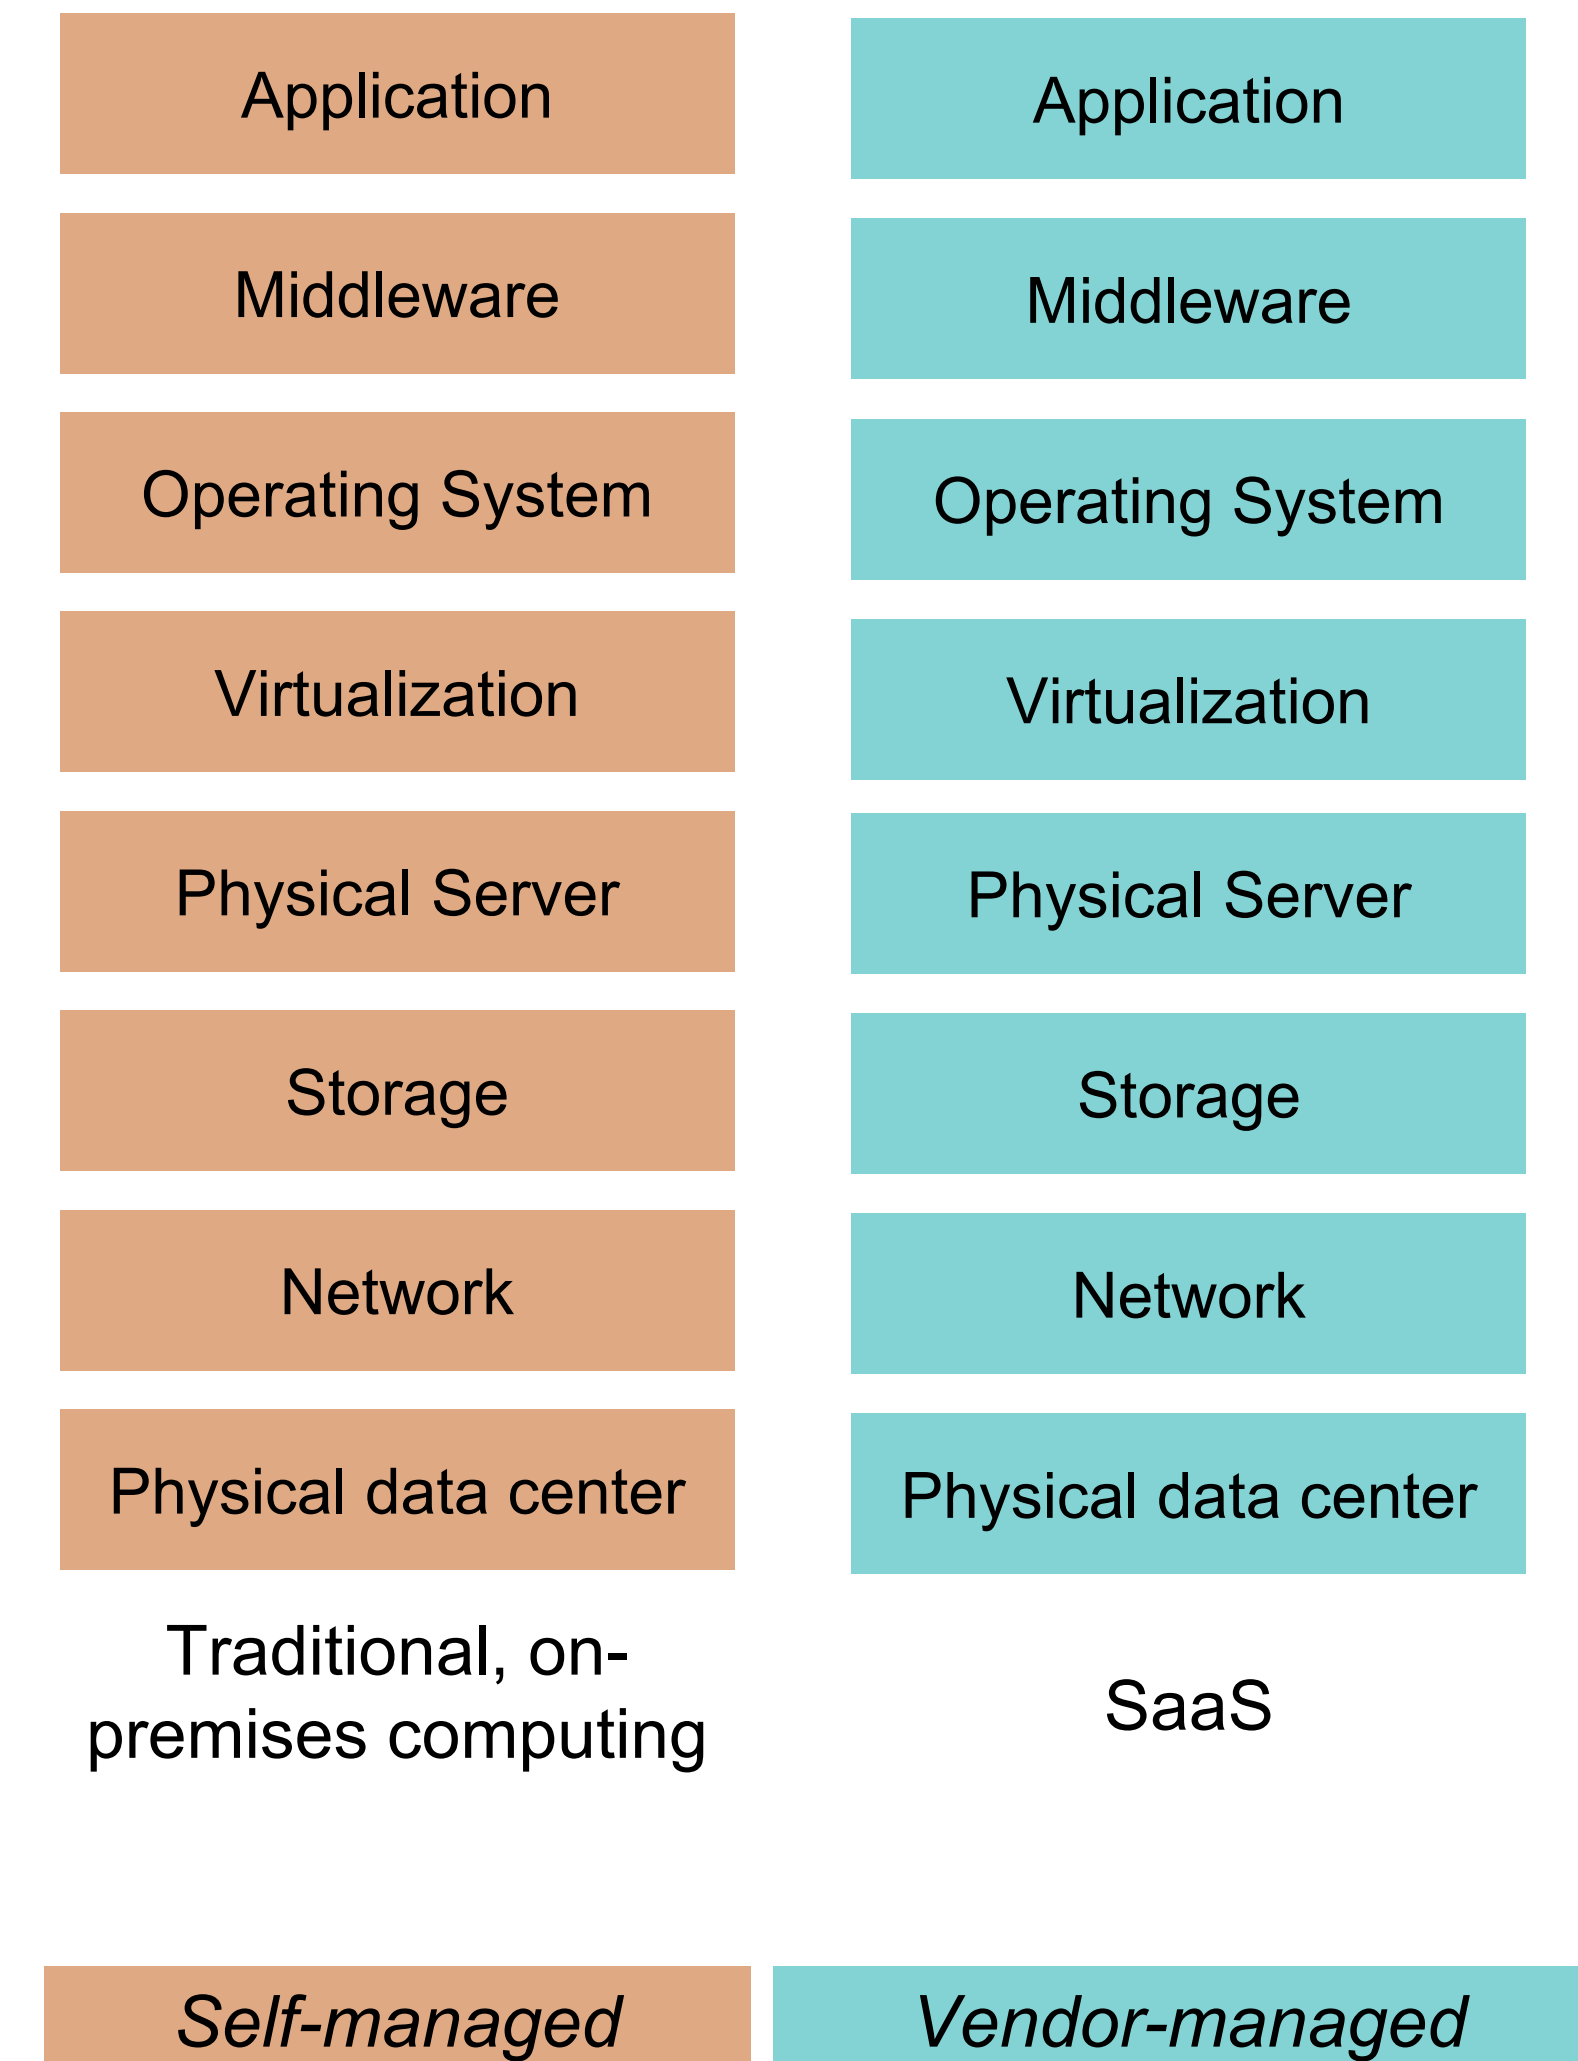 Application
Middleware
Operating System
Virtualization
Physical Server
Storage
Network
Physical data center
Traditional, on-
premises computing
Self-managed
Application
Middleware
Operating System
Virtualization
Physical Server
Storage
Network
Physical data center
SaaS
Vendor-managed